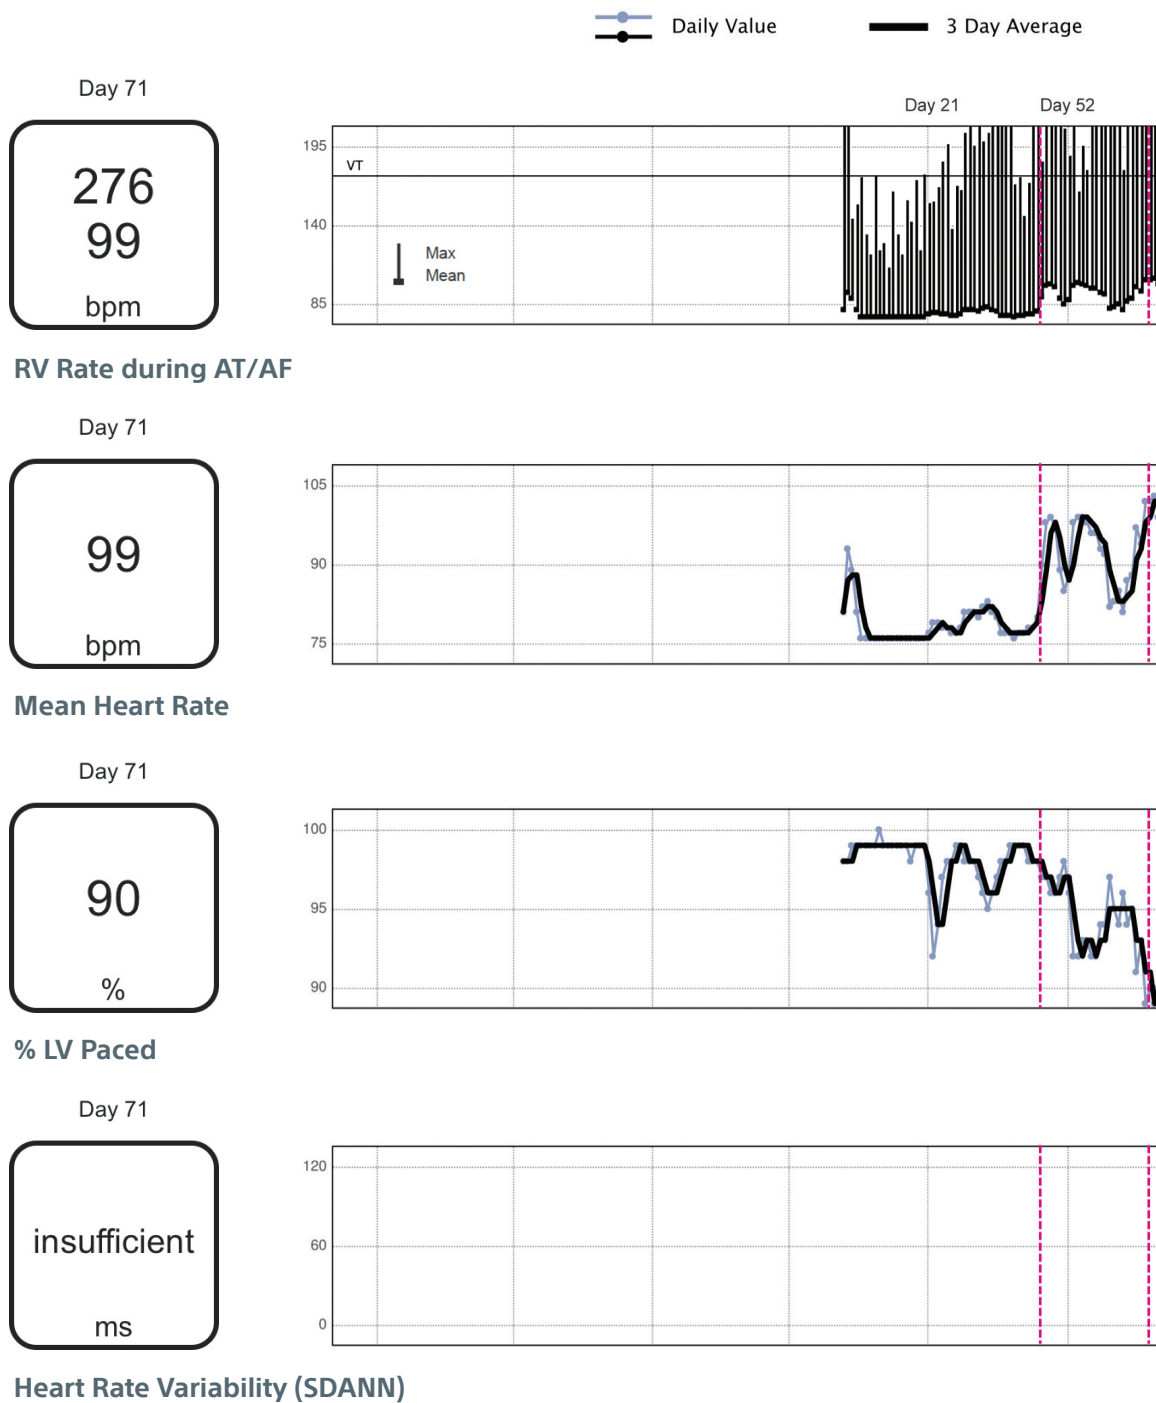 Daily Value 3 Day Average
Day 71
276
99
bpm
RV Rate during AT/AF
Day 21 Day 52
195
VT
140
Max
Mean
85
Day 71
99
bpm
Mean Heart Rate
105
90
75
Day 71
90
%
% LV Paced
100
95
90
Day 71
insufficient
ms
Heart Rate Variability (SDANN)
120
60
0